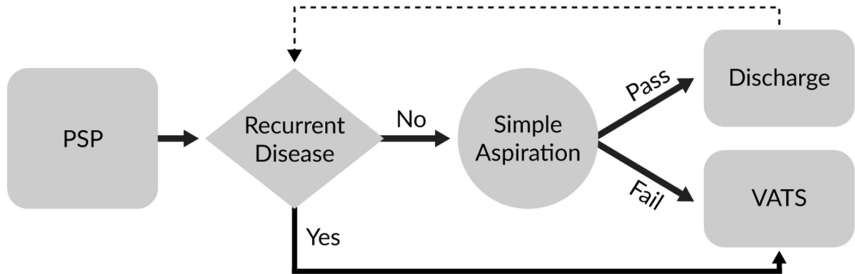 PSP
Recurrent
Disease
No
Yes
Simple
Aspiration
Pass
Fail
Discharge
VATS